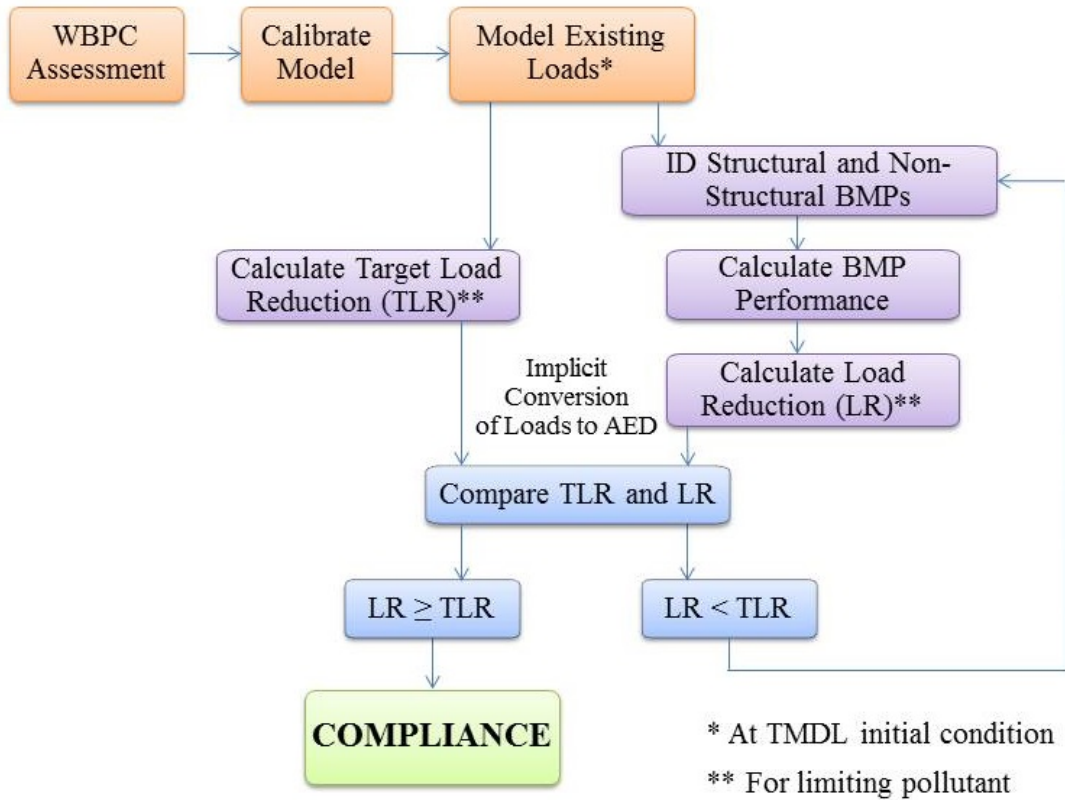 WBPC
Assessment
Calibrate
Model
Model Existing
Loads*
ID Structural and Non-
Structural BMPs
Calculate Target Load
Reduction (TLR)**
Calculate BMP
Performance
Implicit
Conversion
of Loads to AED
Calculate Load
Reduction (LR)**
Compare TLR and LR
LR ≥ TLR
LR < TLR
COMPLIANCE
* At TMDL initial condition
** For limiting pollutant